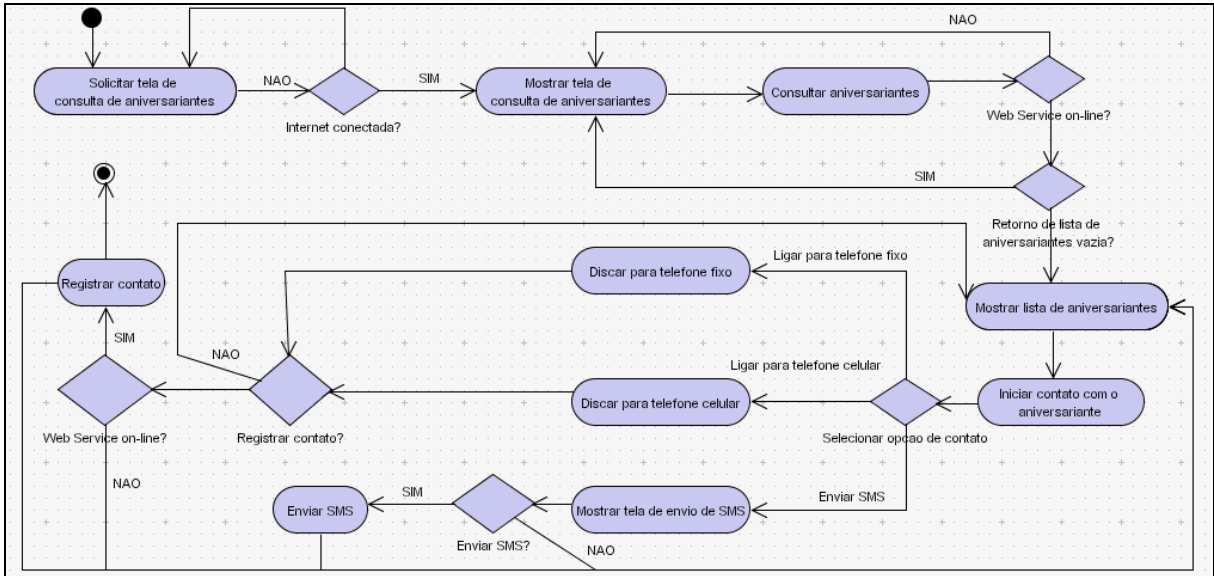 NAO
Solicitar tela de
consulta de aniversariantes
NAO
SIM
Mostrar tela de
consulta de aniversariantes
Consultar aniversariantes
Internet conectada?
Web Service on-line?
SIM
Retorno de lista de
aniversariantes vazia?
Ligar para telefone fixo
Discar para telefone fixo
Registrar contato
Mostrar lista de aniversariantes
SIM
NAO
Ligar para telefone celular
Discar para telefone celular
Iniciar contato com o
aniversariante
Web Service on-line?
Registrar contato?
Selecionar opcao de contato
NAO
SIM
Enviar SMS
Enviar SMS
Mostrar tela de envio de SMS
Enviar SMS?
NAO